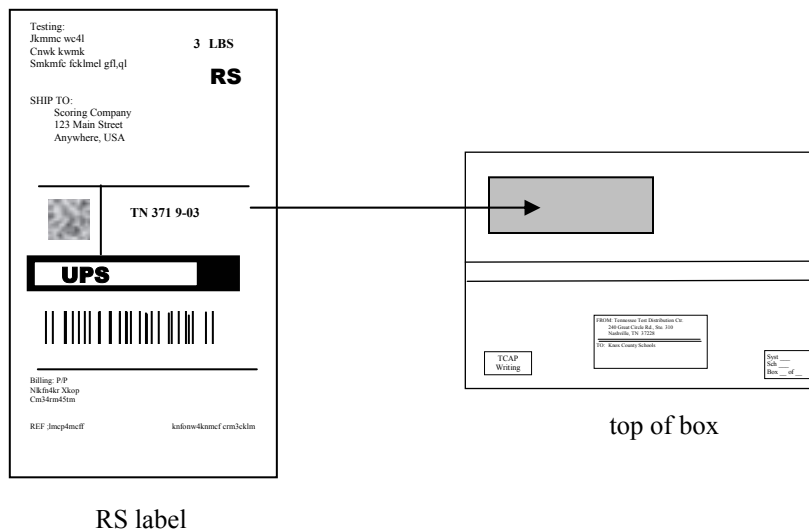 Testing:
Jkmmc wc4l
Cnwk kwmk
Smkmfc fcklmel gfl,ql
3 LBS
RS
SHIP TO:
Scoring Company
123 Main Street
Anywhere, USA
TN 371 9-03
UPS
Billing: P/P
Nlkfn4kr Xkop
Cm34rm45tm
REF ;lmcp4mcff
knfonw4knmcf crm3cklm
RS label
FROM: Tennessee Test Distribution Ctr.
240 Great Circle Rd., Ste. 310
Nashville, TN 37228
TO: Knox County Schools
TCAP
Writing
Syst ___
Sch ___
Box __ of __
top of box